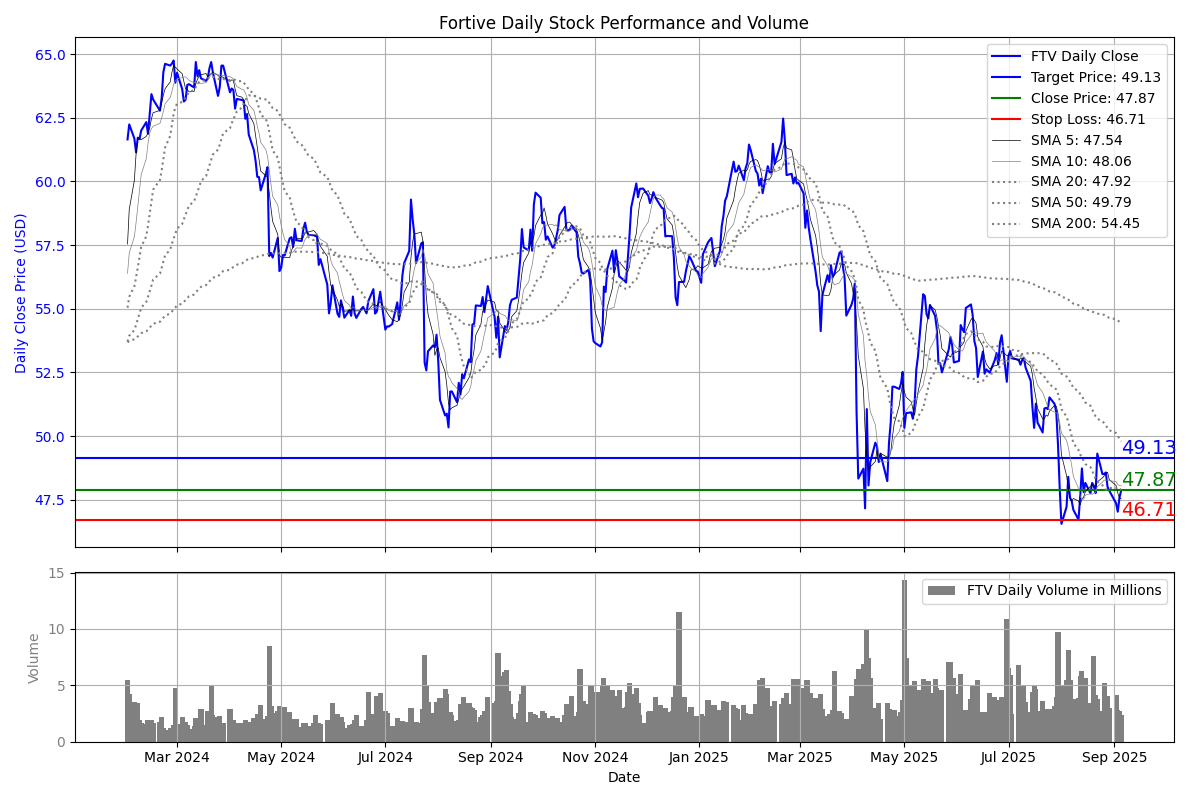 Fortive Daily Stock Performance and Volume
Daily Close Price (USD)
65.0
62.5
60.0
57.5
55.0
52.5
50.0
47.5
FTV Daily Close
Target Price: 49.13
Close Price: 47.87
Stop Loss: 46.71
SMA 5: 47.54
SMA 10: 48.06
SMA 20: 47.92
SMA 50: 49.79
SMA 200: 54.45
49.13
47.87
46.71
Volume
15
10
5
0
FTV Daily Volume in Millions
Mar 2024
May 2024
Jul 2024
Sep 2024
Nov 2024
Jan 2025
Mar 2025
May 2025
Jul 2025
Sep 2025
Date